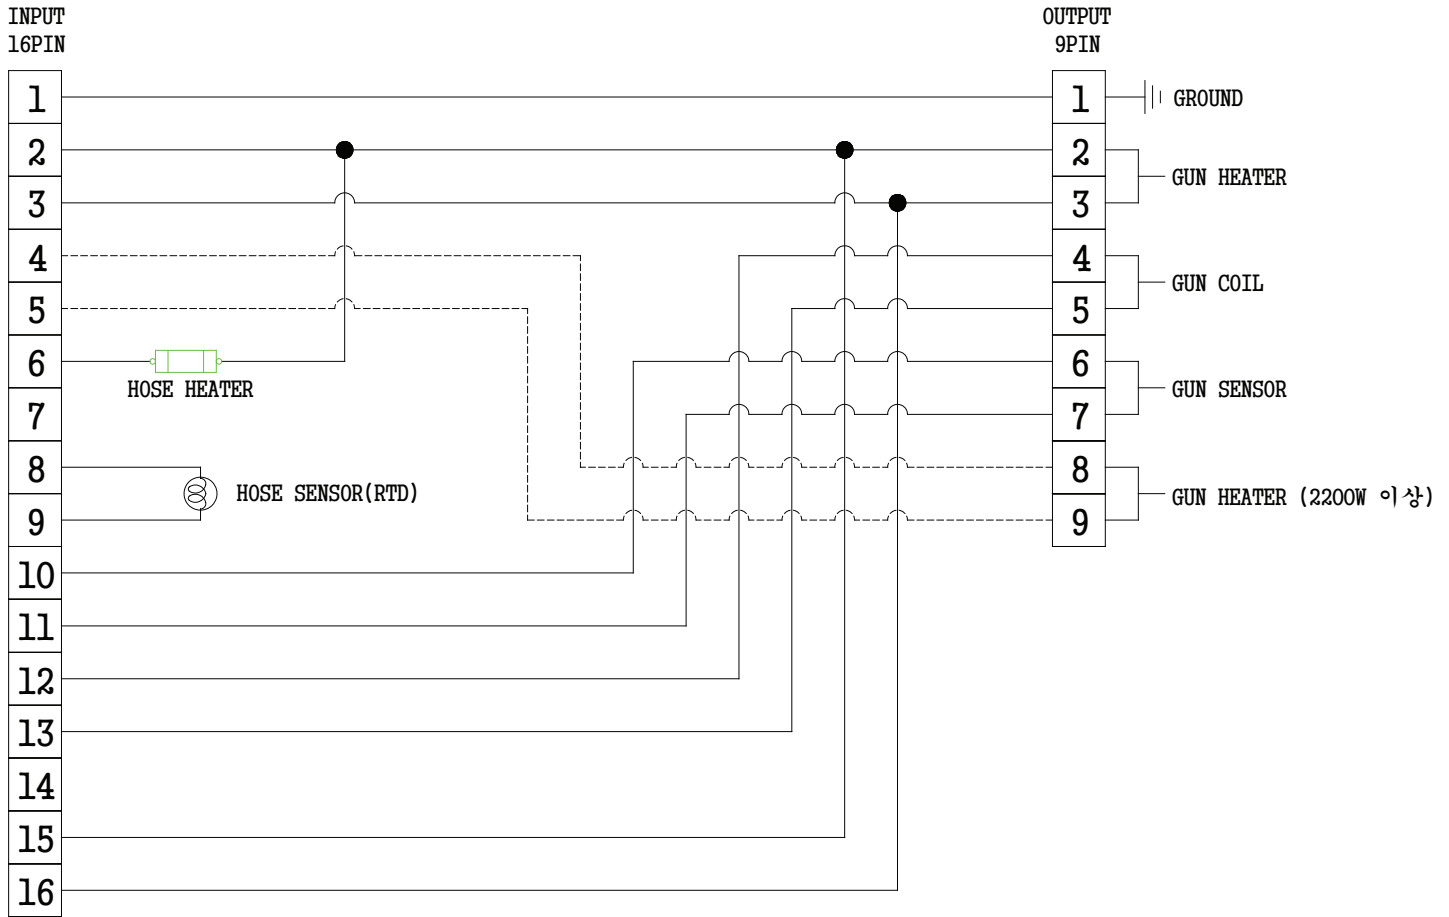 INPUT
16PIN
OUTPUT
9PIN
1
2
3
4
5
6
7
8
9
10
11
12
13
14
15
16
HOSE HEATER
HOSE SENSOR(RTD)
1
2
3
4
5
6
7
8
9
GROUND
GUN HEATER
GUN COIL
GUN SENSOR
GUN HEATER (2200W 이상)